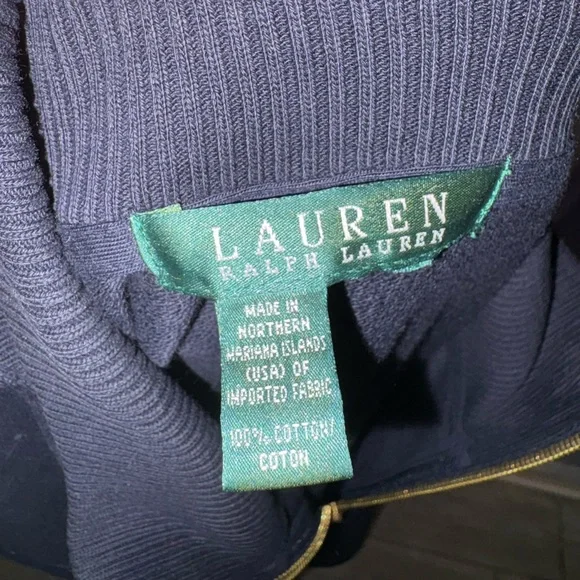 LAUREN
RALPH LAUREN
MADE IN
NORTHERN
MARIANA ISLANDS
(USA) OF
IMPORTED FABRIC
100% COTTON/
COTON